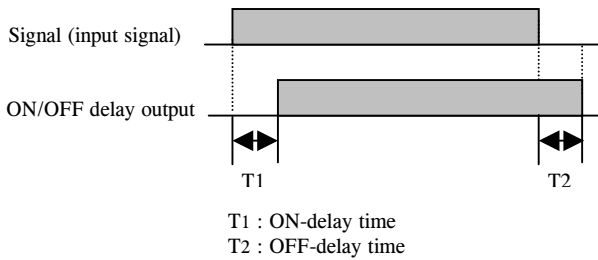 Signal (input signal)
ON/OFF delay output
T1 T2
T1 : ON-delay time
T2 : OFF-delay time